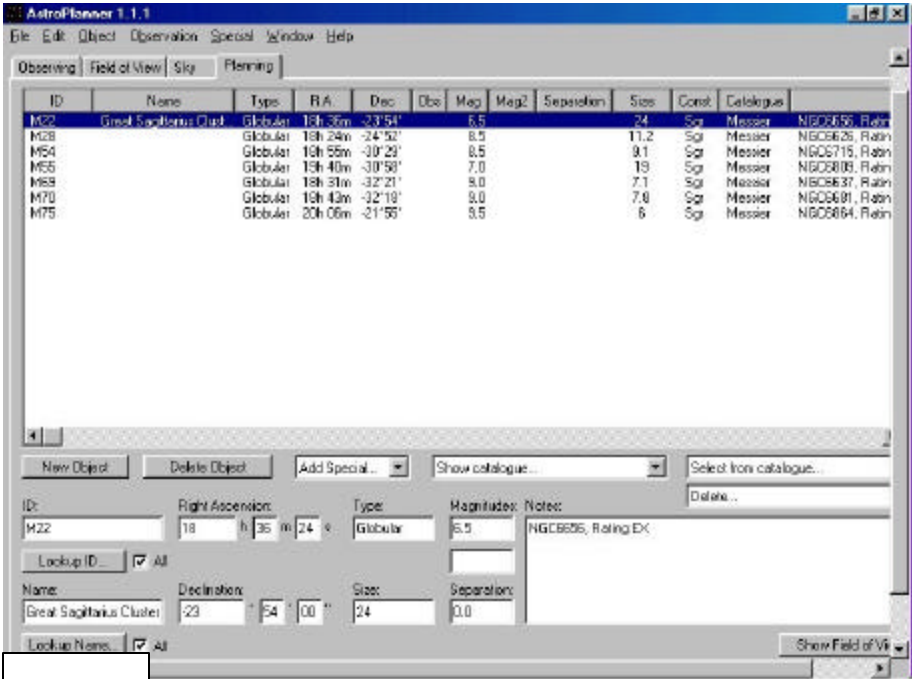 AstroPlanner 1.1.1
File Edit Object Observation Special Window Help
Observing Field of View Sky Planning
ID Name Type R.A. Dec Obs Mag Mag2 Separation Size Const Catalogue
M22 Great Sagittarius Clust... Globular 18h 36m -23°54' 6.5 24 Sgr Messier NGC6656, Ratin
M28 Globular 18h 24m -24°52' 8.5 11.2 Sgr Messier NGC6626, Ratin
M54 Globular 18h 55m -30°29' 8.5 9.1 Sgr Messier NGC6715, Ratin
M55 Globular 19h 40m -30°58' 7.0 19 Sgr Messier NGC6809, Ratin
M69 Globular 18h 31m -32°21' 9.0 7.1 Sgr Messier NGC6637, Ratin
M70 Globular 18h 43m -32°18' 9.0 7.8 Sgr Messier NGC6681, Ratin
M75 Globular 20h 06m -21°55' 9.5 6 Sgr Messier NGC6864, Ratin
New Object Delete Object Add Special... Show catalogue... Select from catalogue...
Delete...
ID: Right Ascension: Type: Magnitudes: Notes:
M22 18 h 36 m 24 s Globular 6.5 NGC6656, Rating EX
Lookup ID... All
Name: Declination: Size: Separation:
Great Sagittarius Cluster -23 ° 54 ' 00 " 24 0.0
Lookup Name... All Show Field of Vi